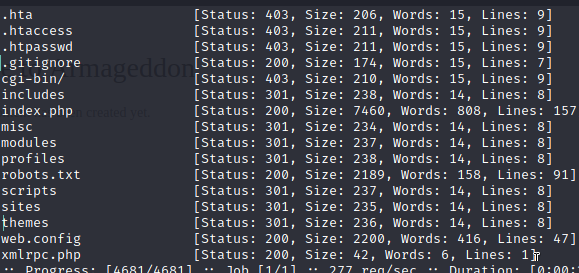 .hta [Status: 403, Size: 206, Words: 15, Lines: 9]
.htaccess [Status: 403, Size: 211, Words: 15, Lines: 9]
.htpasswd [Status: 403, Size: 211, Words: 15, Lines: 9]
.gitignore [Status: 200, Size: 174, Words: 15, Lines: 7]
rmageddon
cgi-bin/ [Status: 403, Size: 210, Words: 15, Lines: 9]
includes [Status: 301, Size: 238, Words: 14, Lines: 8]
index.php [Status: 200, Size: 7460, Words: 808, Lines: 157
created yet.
misc [Status: 301, Size: 234, Words: 14, Lines: 8]
modules [Status: 301, Size: 237, Words: 14, Lines: 8]
profiles [Status: 301, Size: 238, Words: 14, Lines: 8]
robots.txt [Status: 200, Size: 2189, Words: 158, Lines: 91]
scripts [Status: 301, Size: 237, Words: 14, Lines: 8]
sites [Status: 301, Size: 235, Words: 14, Lines: 8]
themes [Status: 301, Size: 236, Words: 14, Lines: 8]
web.config [Status: 200, Size: 2200, Words: 416, Lines: 47]
xmlrpc.php [Status: 200, Size: 42, Words: 6, Lines: 1]
:: Progress: [4681/4681] :: Job [1/1] :: 277 req/sec :: Duration: [0:00: